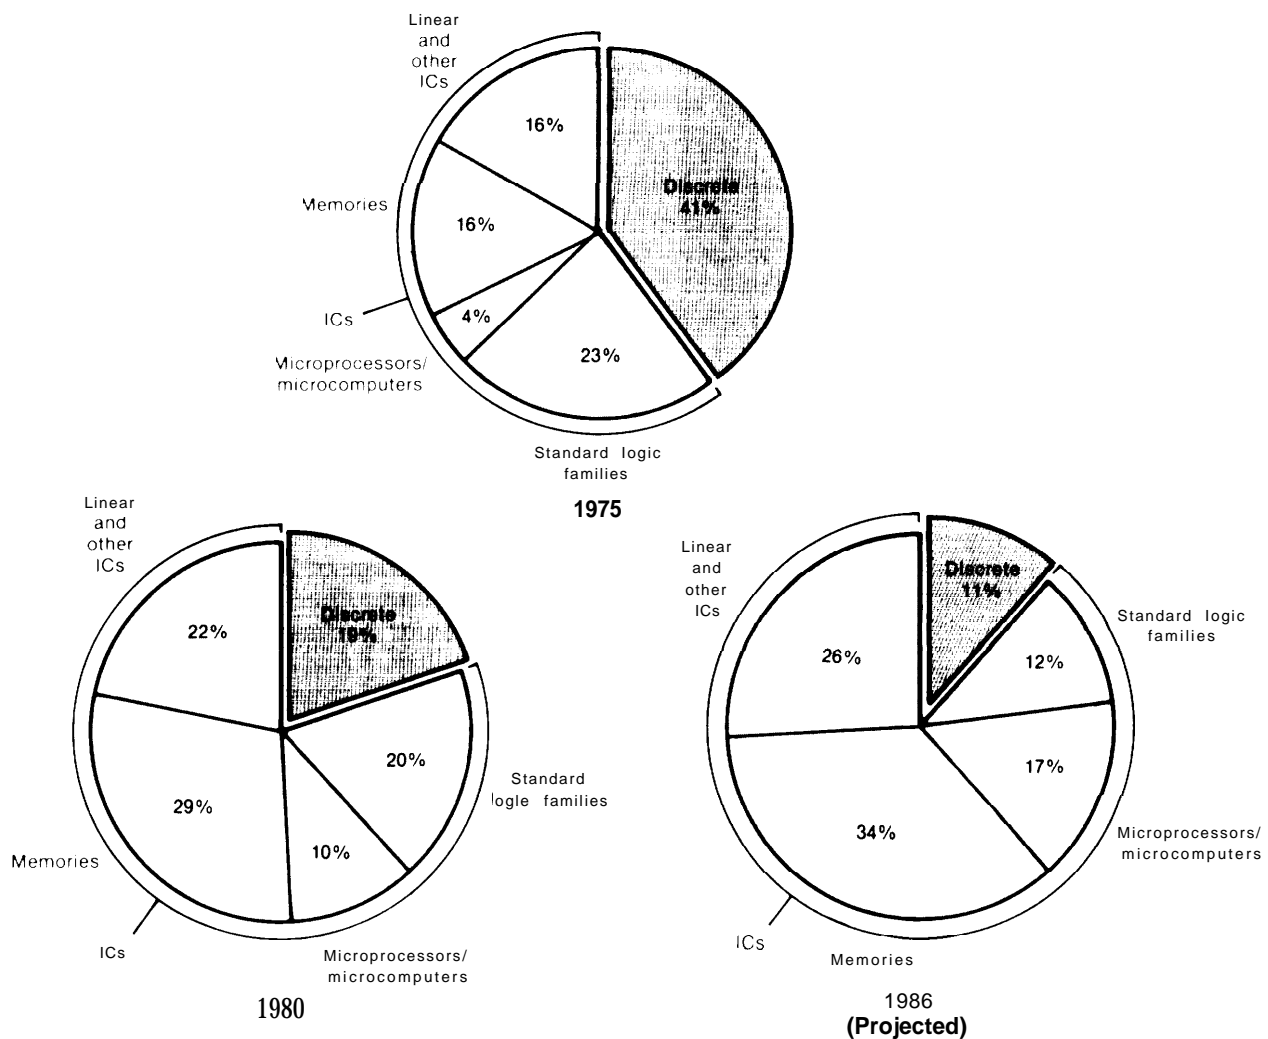 Linear
and
other
ICs
16%
Discrete
41%
Memories
16%
ICs
4%
Microprocessors/
microcomputers
23%
Standard logic
families
1975
Linear
and
other
ICs
22%
Discrete
19%
20%
Standard
logle families
29%
10%
Memories
ICs
Microprocessors/
microcomputers
1980
Linear
and
other
ICs
26%
Discrete
11%
Standard logic
families
12%
17%
34%
Microprocessors/
microcomputers
ICs
Memories
1986
(Projected)